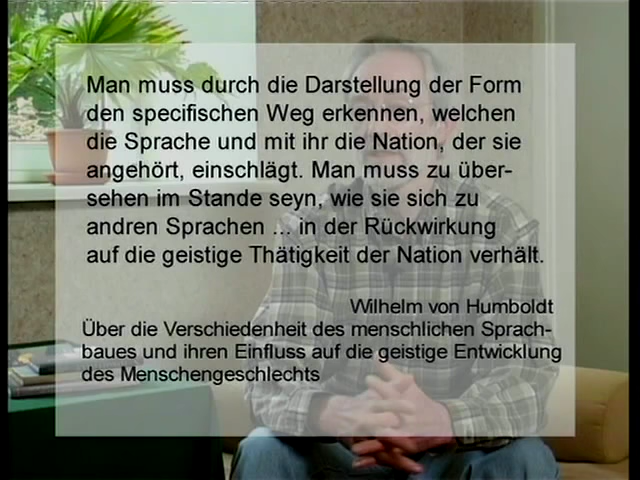 Man muss durch die Darstellung der Form
den specifischen Weg erkennen, welchen
die Sprache und mit ihr die Nation, der sie
angehört, einschlägt. Man muss zu über-
sehen im Stande seyn, wie sie sich zu
andren Sprachen ... in der Rückwirkung
auf die geistige Thätigkeit der Nation verhält.
Wilhelm von Humboldt
Über die Verschiedenheit des menschlichen Sprach-
baues und ihren Einfluss auf die geistige Entwicklung
des Menschengeschlechts